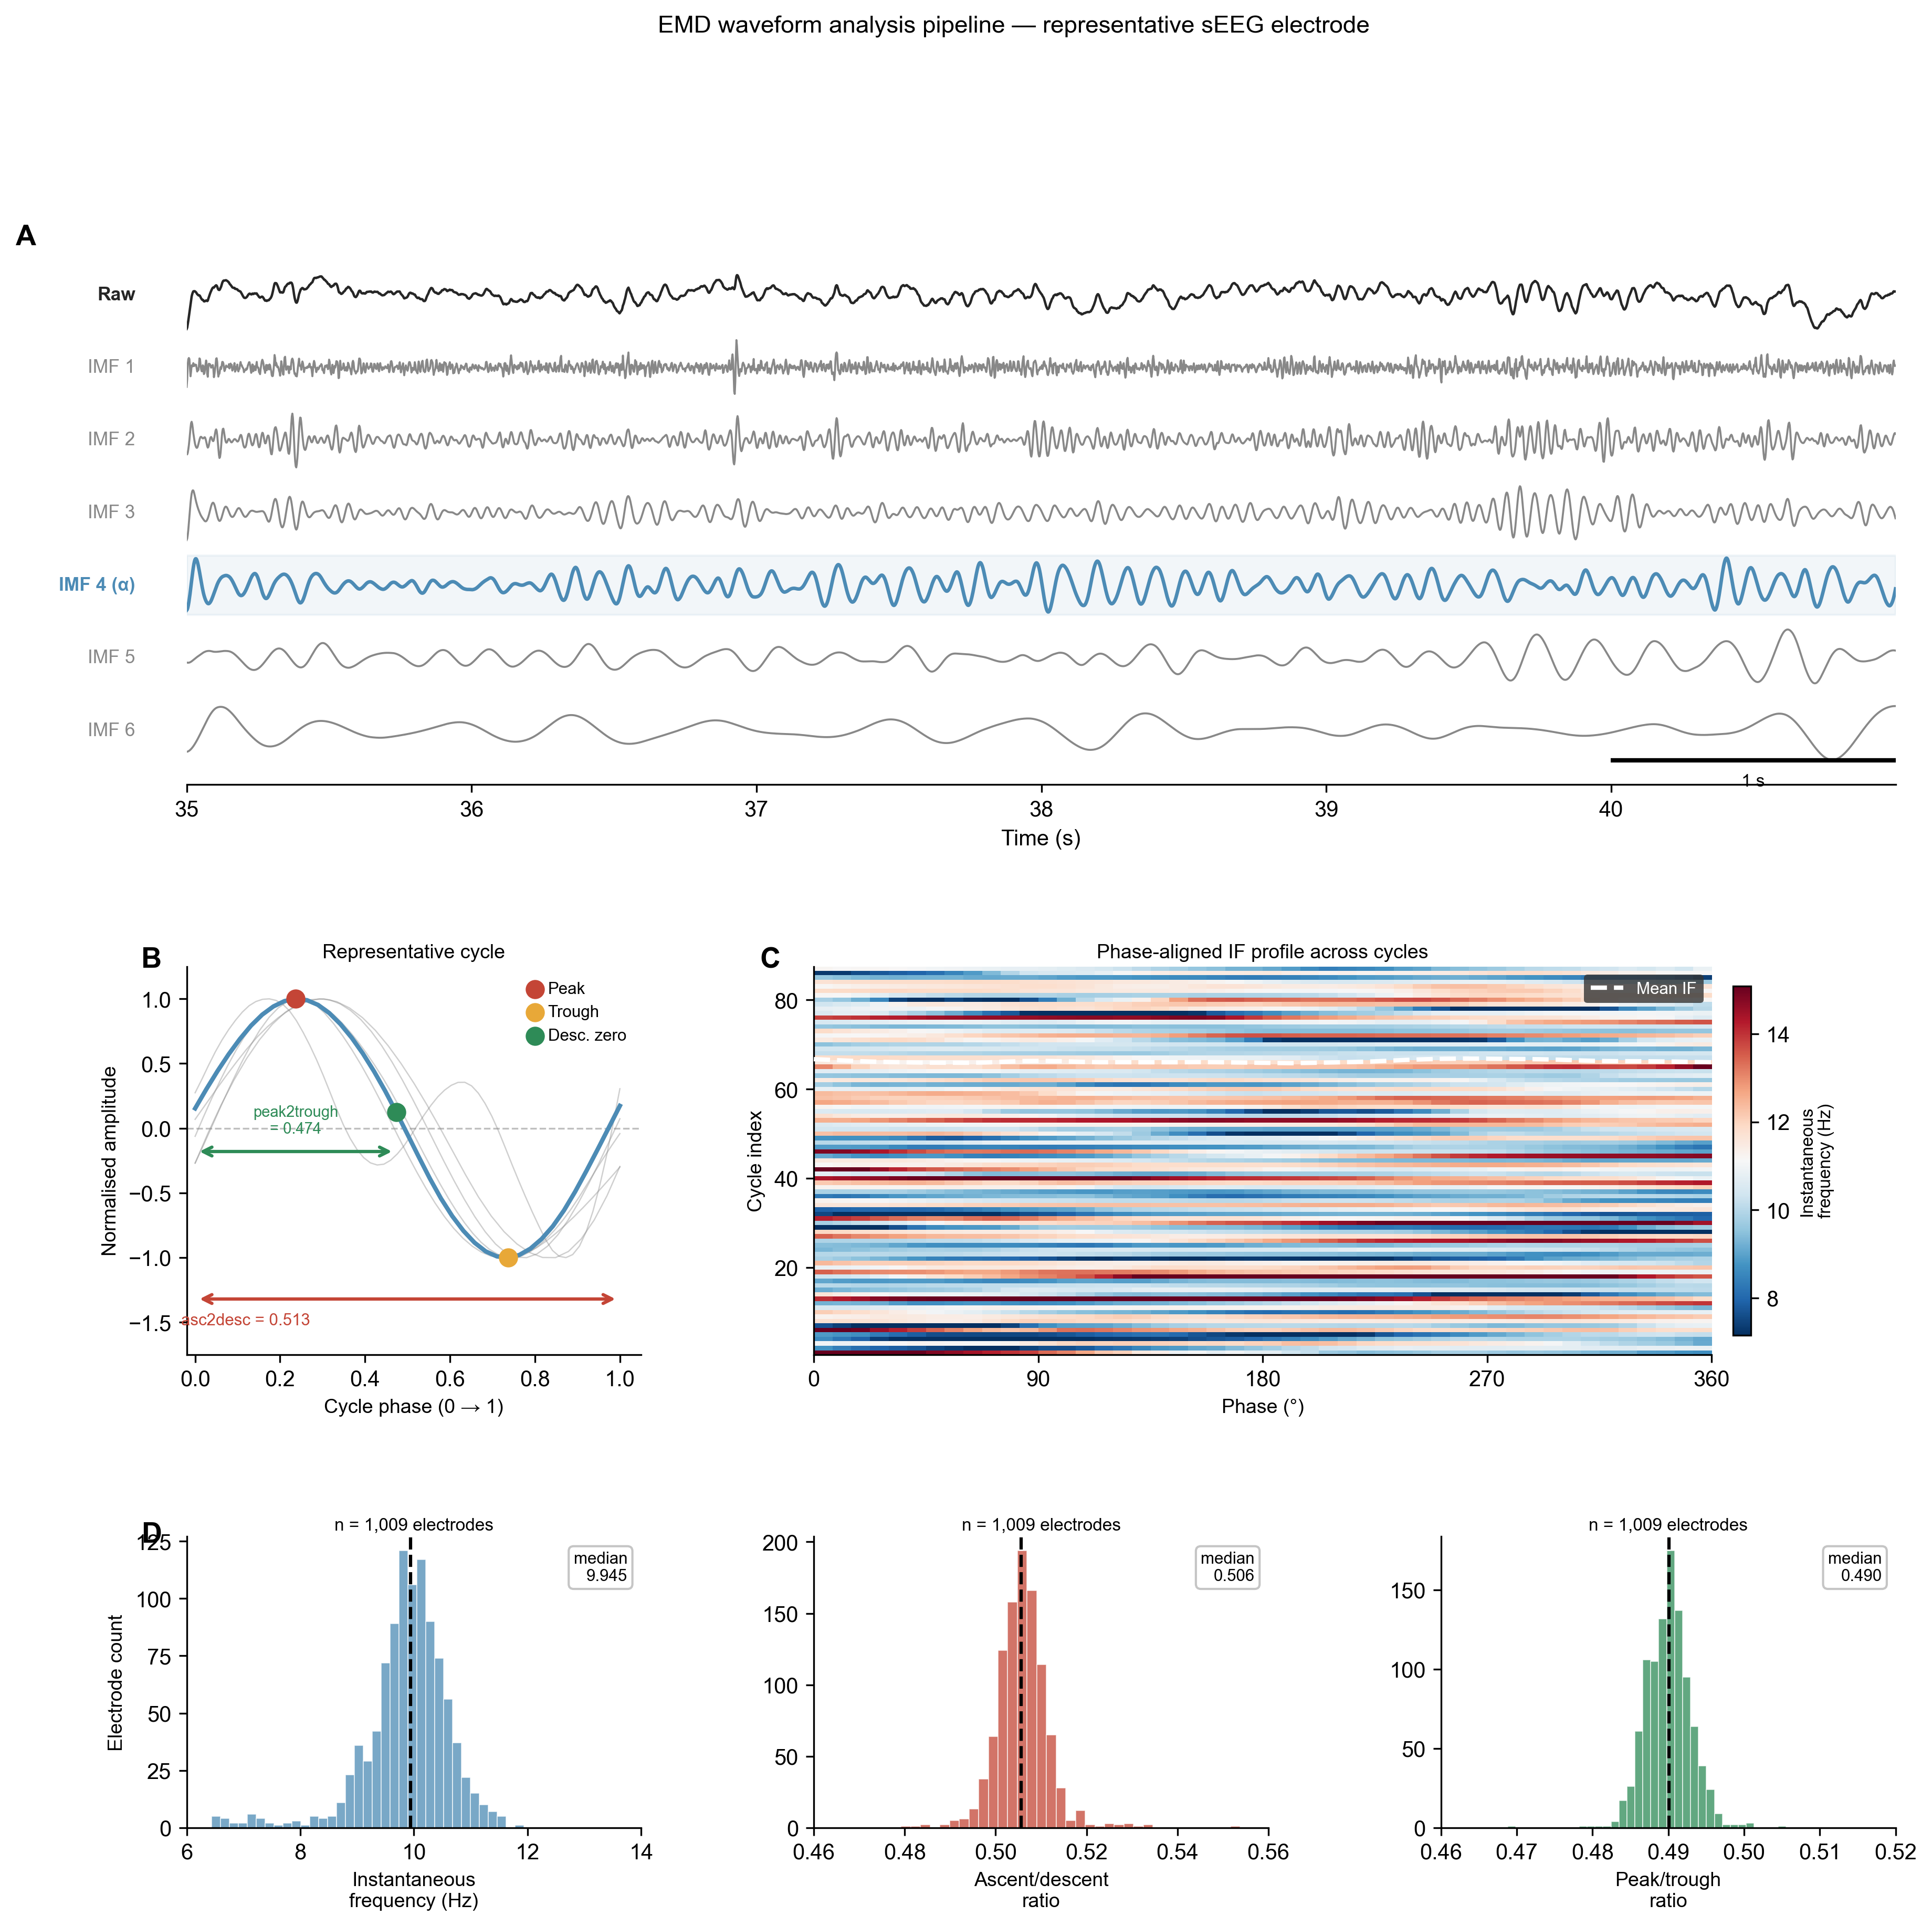 EMD waveform analysis pipeline — representative sEEG electrode
A
Raw
IMF 1
IMF 2
IMF 3
IMF 4 (α)
IMF 5
IMF 6
1 s
35 36 37 38 39 40
Time (s)
B
Representative cycle
Peak
Trough
Desc. zero
1.0
0.5
0.0
−0.5
−1.0
−1.5
Normalised amplitude
peak2trough
= 0.474
asc2desc = 0.513
0.0 0.2 0.4 0.6 0.8 1.0
Cycle phase (0 → 1)
C
Phase-aligned IF profile across cycles
Mean IF
80
60
40
20
Cycle index
0 90 180 270 360
Phase (°)
14
12
10
8
Instantaneous
frequency (Hz)
D
n = 1,009 electrodes
median
9.945
125
100
75
50
25
0
Electrode count
6 8 10 12 14
Instantaneous
frequency (Hz)
n = 1,009 electrodes
median
0.506
200
150
100
50
0
0.46 0.48 0.50 0.52 0.54 0.56
Ascent/descent
ratio
n = 1,009 electrodes
median
0.490
150
100
50
0
0.46 0.47 0.48 0.49 0.50 0.51 0.52
Peak/trough
ratio